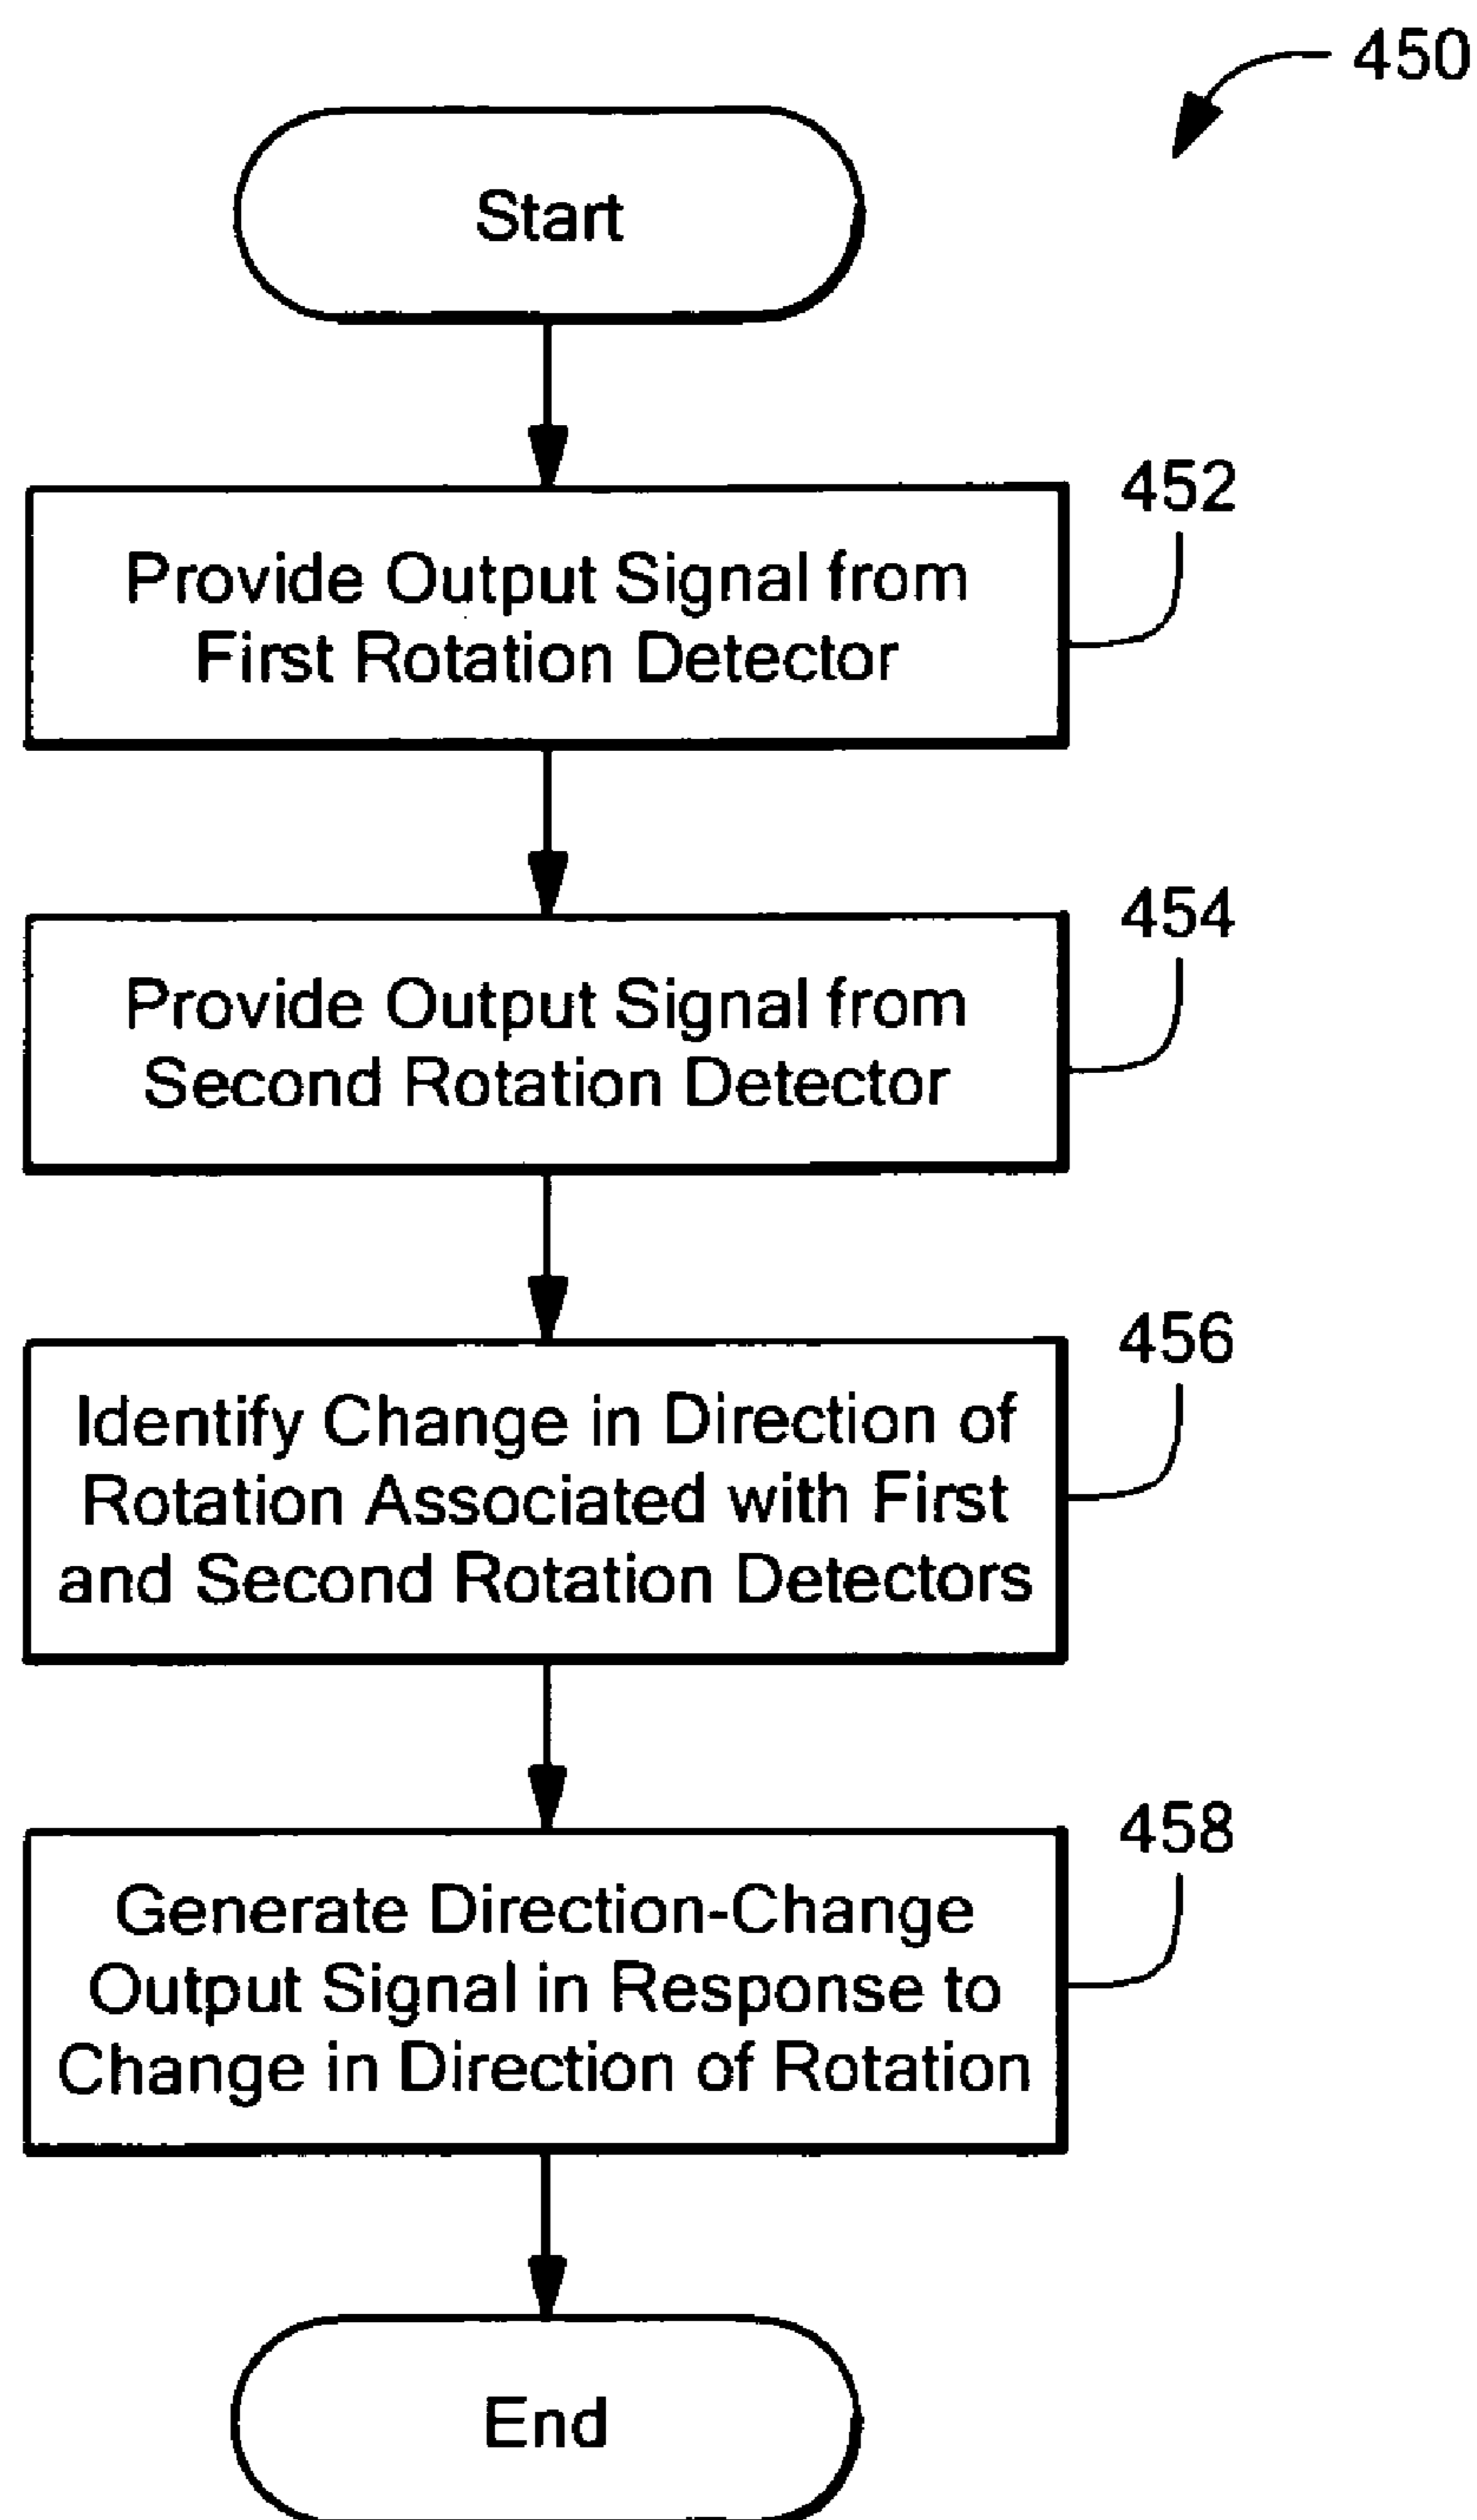 450
Start
452
Provide Output Signal from
First Rotation Detector
454
Provide Output Signal from
Second Rotation Detector
456
Identify Change in Direction of
Rotation Associated with First
and Second Rotation Detectors
458
Generate Direction-Change
Output Signal in Response to
Change in Direction of Rotation
End